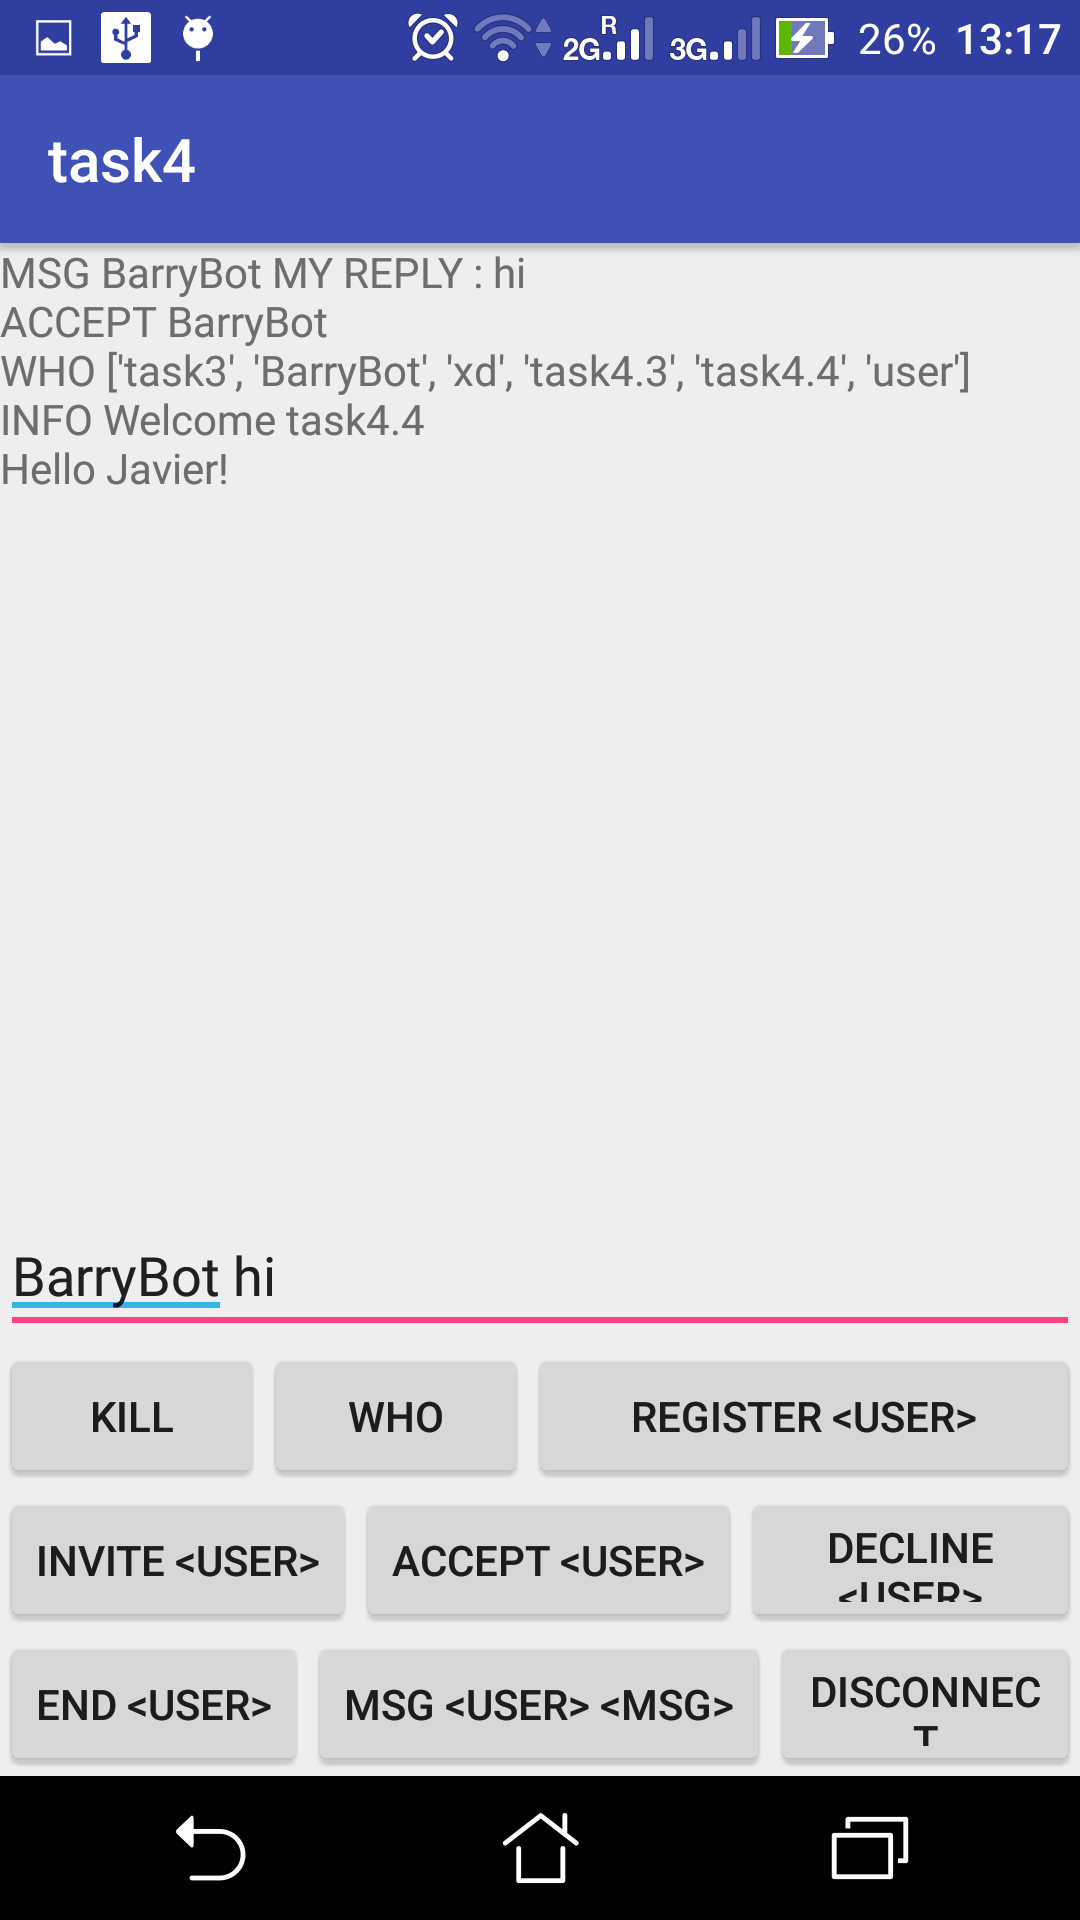 2G R 3G 26% 13:17
task4
MSG BarryBot MY REPLY : hi
ACCEPT BarryBot
WHO ['task3', 'BarryBot', 'xd', 'task4.3', 'task4.4', 'user']
INFO Welcome task4.4
Hello Javier!
BarryBot hi
KILL WHO REGISTER <USER>
INVITE <USER> ACCEPT <USER> DECLINE
<USER>
END <USER> MSG <USER> <MSG> DISCONNEC
T